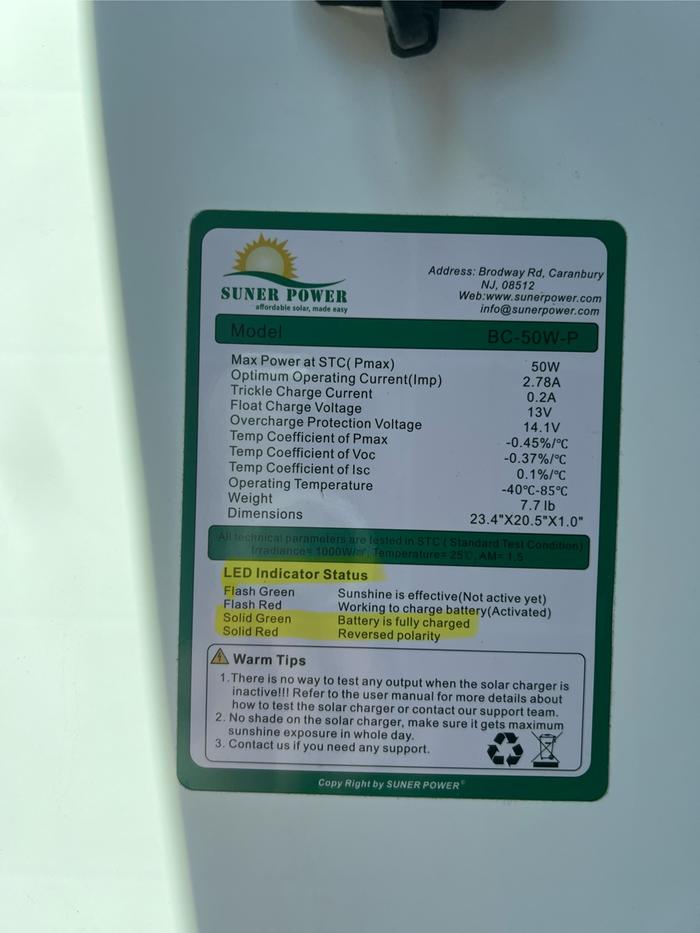 SUNER POWER
affordable solar, made easy
Address: Brodway Rd, Caranbury
NJ, 08512
Web:www.sunerpower.com
info@sunerpower.com
Model BC-50W-P
Max Power at STC( Pmax) 50W
Optimum Operating Current(Imp) 2.78A
Trickle Charge Current 0.2A
Float Charge Voltage 13V
Overcharge Protection Voltage 14.1V
Temp Coefficient of Pmax -0.45%/°C
Temp Coefficient of Voc -0.37%/°C
Temp Coefficient of Isc 0.1%/°C
Operating Temperature -40°C-85°C
Weight 7.7 lb
Dimensions 23.4"X20.5"X1.0"
All technical parameters are tested in STC ( Standard Test Condition)
Irradiance= 1000W/㎡, Temperature= 25°C, AM= 1.5
LED Indicator Status
Flash Green Sunshine is effective(Not active yet)
Flash Red Working to charge battery(Activated)
Solid Green Battery is fully charged
Solid Red Reversed polarity
Warm Tips
1.There is no way to test any output when the solar charger is
inactive!!! Refer to the user manual for more details about
how to test the solar charger or contact our support team.
2. No shade on the solar charger, make sure it gets maximum
sunshine exposure in whole day.
3. Contact us if you need any support.
Copy Right by SUNER POWER©